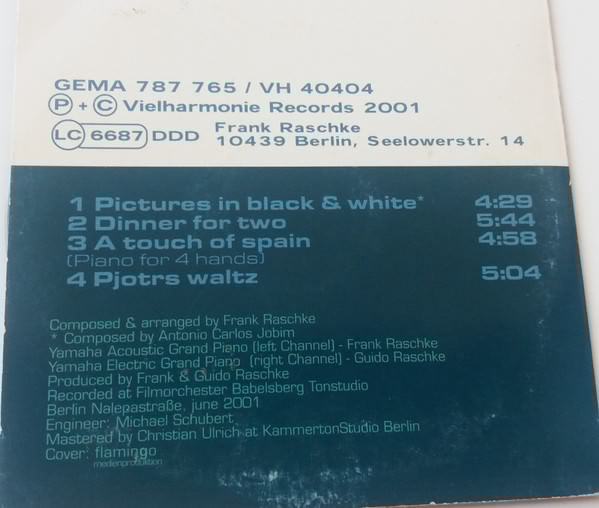 GEMA 787 765 / VH 40404
Ⓟ + Ⓒ Vielharmonie Records 2001
LC 6687 DDD Frank Raschke
10439 Berlin, Seelowerstr. 14
1 Pictures in black & white* 4:29
2 Dinner for two 5:44
3 A touch of spain 4:58
(Piano for 4 hands)
4 Pjotrs waltz 5:04
Composed & arranged by Frank Raschke
* Composed by Antonio Carlos Jobim
Yamaha Acoustic Grand Piano (left Channel) - Frank Raschke
Yamaha Electric Grand Piano (right Channel) - Guido Raschke
Produced by Frank & Guido Raschke
Recorded at Filmorchester Babelsberg Tonstudio
Berlin Nalepastraße, june 2001
Engineer: Michael Schubert
Mastered by Christian Ulrich at KammertonStudio Berlin
Cover: flamingo
medienproduktion